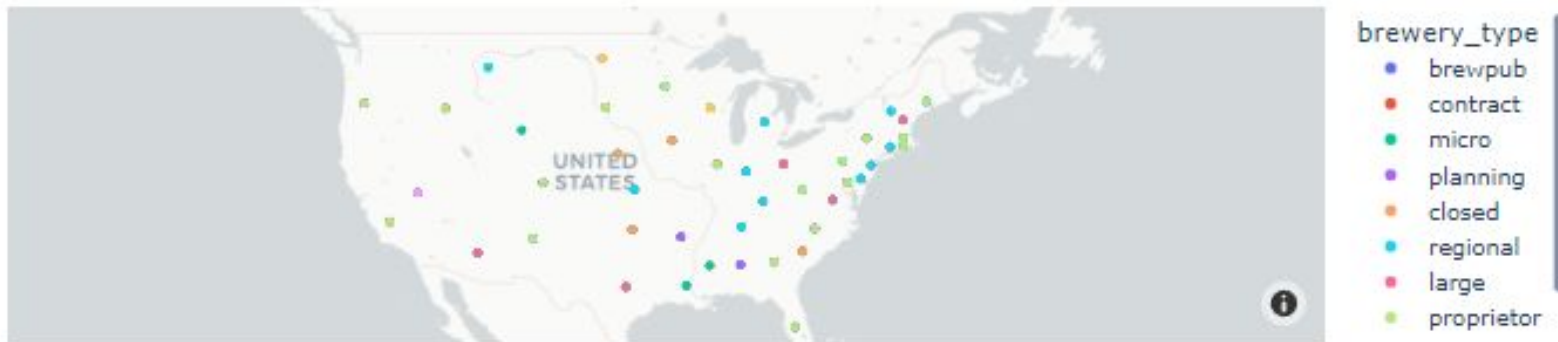 UNITED
STATES
brewery_type
brewpub
contract
micro
planning
closed
regional
large
proprietor